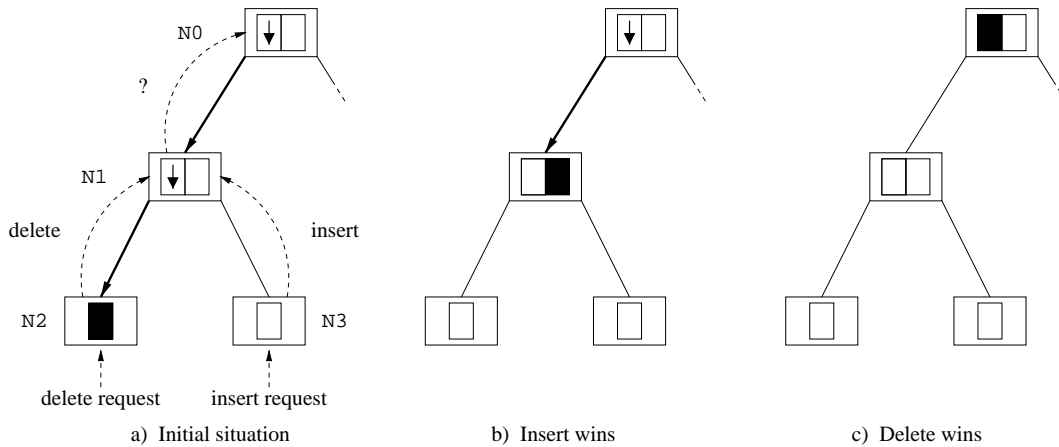 N0
?
N1
delete
insert
N2
N3
delete request
insert request
a) Initial situation
b) Insert wins
c) Delete wins